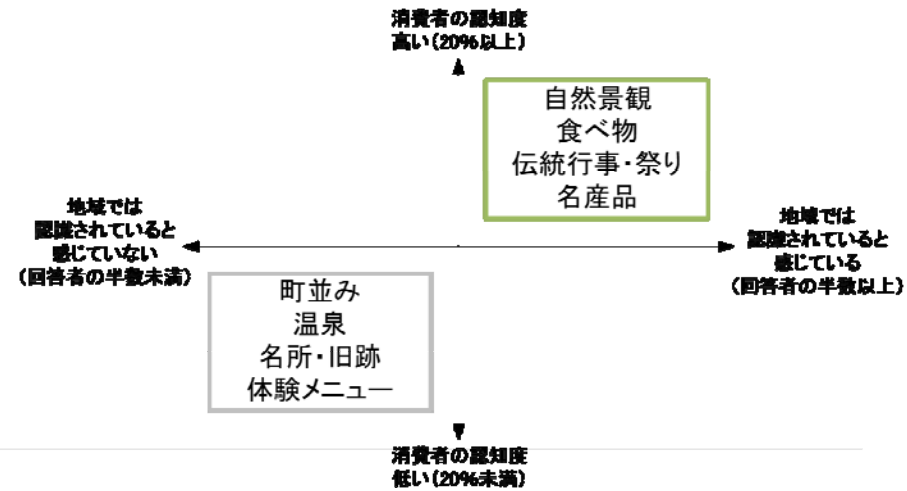 消費者の認知度
高い(20%以上)
自然景観
食べ物
伝統行事・祭り
名産品
地域では
認識されていると
感じていない
(回答者の半数未満)
地域では
認識されていると
感じている
(回答者の半数以上)
町並み
温泉
名所・旧跡
体験メニュー
消費者の認知度
低い(20%未満)